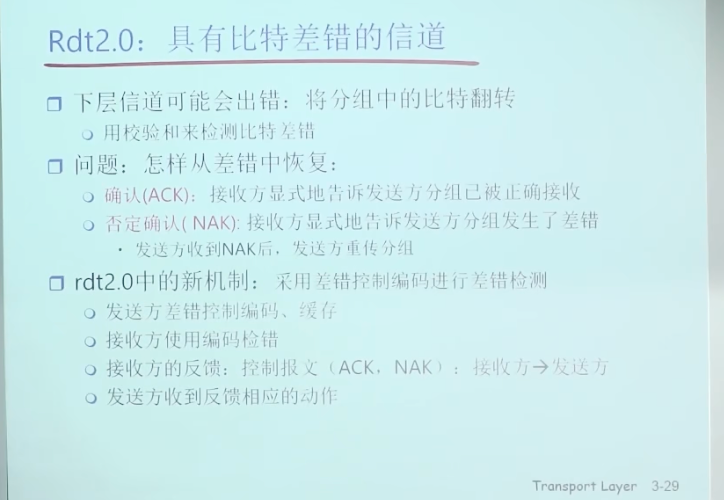 Rdt2.0：具有比特差错的信道
下层信道可能会出错：将分组中的比特翻转
用校验和来检测比特差错
问题：怎样从差错中恢复：
确认(ACK)：接收方显式地告诉发送方分组已被正确接收
否定确认( NAK): 接收方显式地告诉发送方分组发生了差错
· 发送方收到NAK后，发送方重传分组
rdt2.0中的新机制：采用差错控制编码进行差错检测
发送方差错控制编码、缓存
接收方使用编码检错
接收方的反馈：控制报文（ACK，NAK）：接收方→发送方
发送方收到反馈相应的动作
Transport Layer 3-29